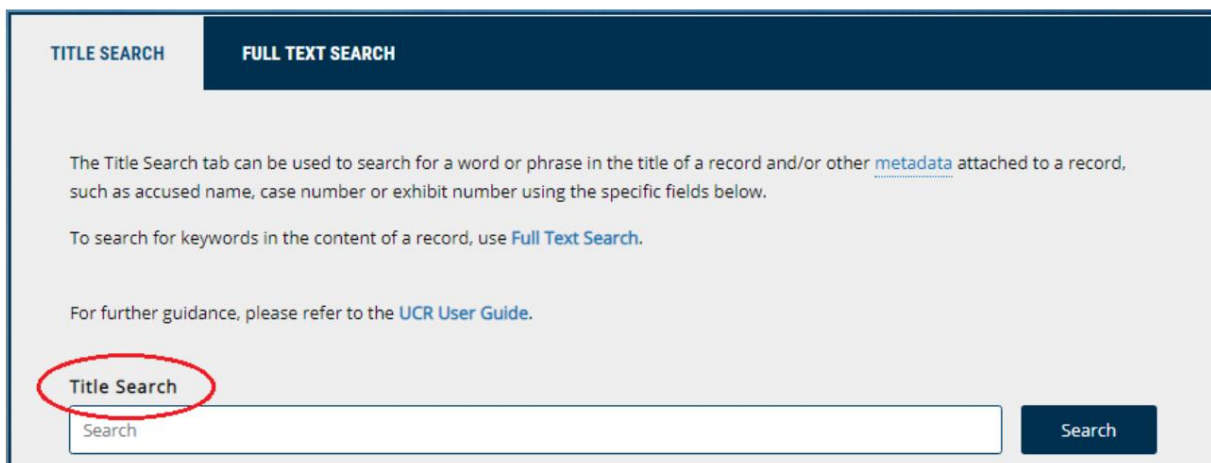 TITLE SEARCH FULL TEXT SEARCH
The Title Search tab can be used to search for a word or phrase in the title of a record and/or other metadata attached to a record,
such as accused name, case number or exhibit number using the specific fields below.
To search for keywords in the content of a record, use Full Text Search.
For further guidance, please refer to the UCR User Guide.
Title Search
Search Search